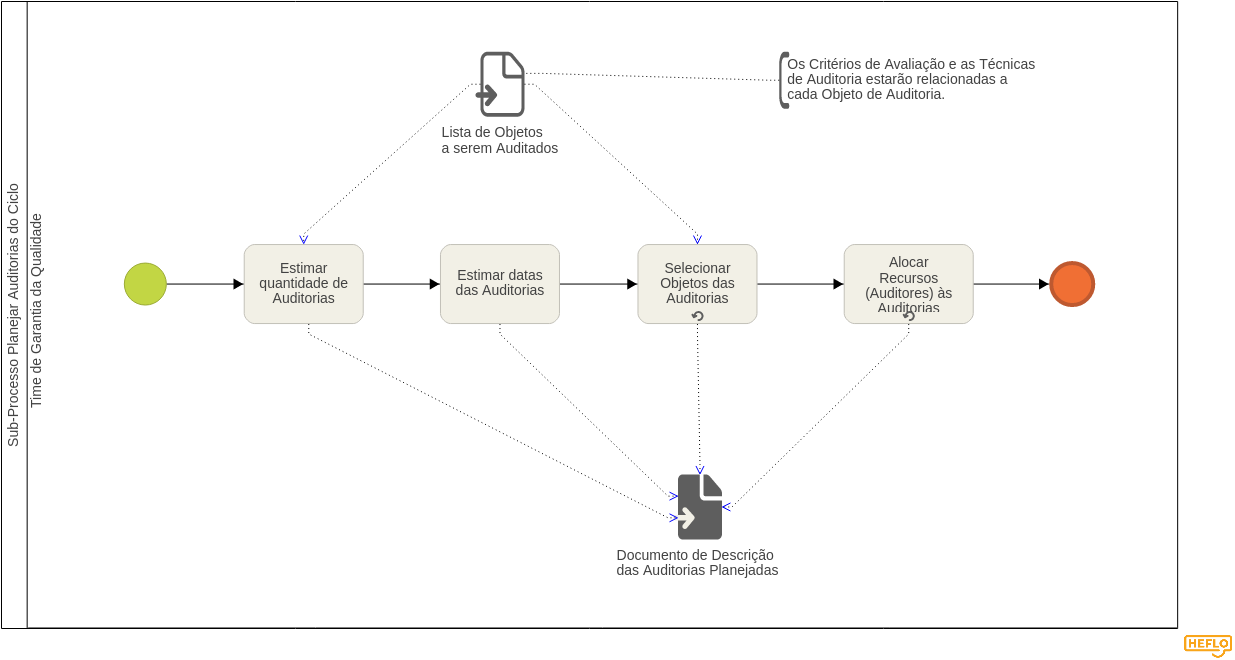 Sub-Processo Planejar Auditorias do Ciclo
Time de Garantia da Qualidade
Lista de Objetos
a serem Auditados
Os Critérios de Avaliação e as Técnicas
de Auditoria estarão relacionadas a
cada Objeto de Auditoria.
Estimar
quantidade de
Auditorias
Estimar datas
das Auditorias
Selecionar
Objetos das
Auditorias
Alocar
Recursos
(Auditores) às
Auditorias
Documento de Descrição
das Auditorias Planejadas
HEFLO